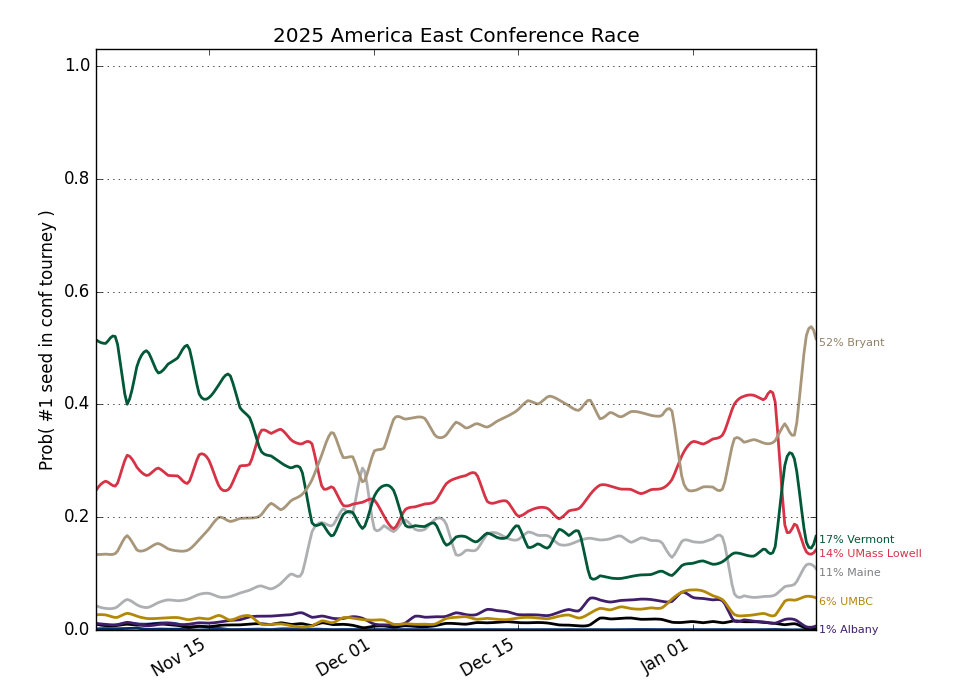 2025 America East Conference Race
Prob( #1 seed in conf tourney )
1.0
0.8
0.6
0.4
0.2
0.0
Nov 15
Dec 01
Dec 15
Jan 01
52% Bryant
17% Vermont
14% UMass Lowell
11% Maine
6% UMBC
1% Albany